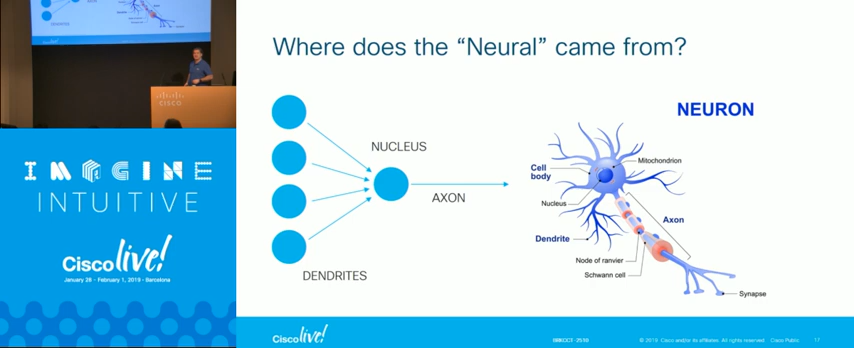 Where does the “Neural” came from?
NEURON
NUCLEUS
AXON
DENDRITES
Cell
body
Mitochondrion
Nucleus
Axon
Dendrite
Node of ranvier
Schwann cell
Synapse
CISCO
IMAGINE
INTUITIVE
Cisco live!
January 28 - February 1, 2019 • Barcelona
Cisco live!
© 2019 Cisco and/or its affiliates. All rights reserved. Cisco Public